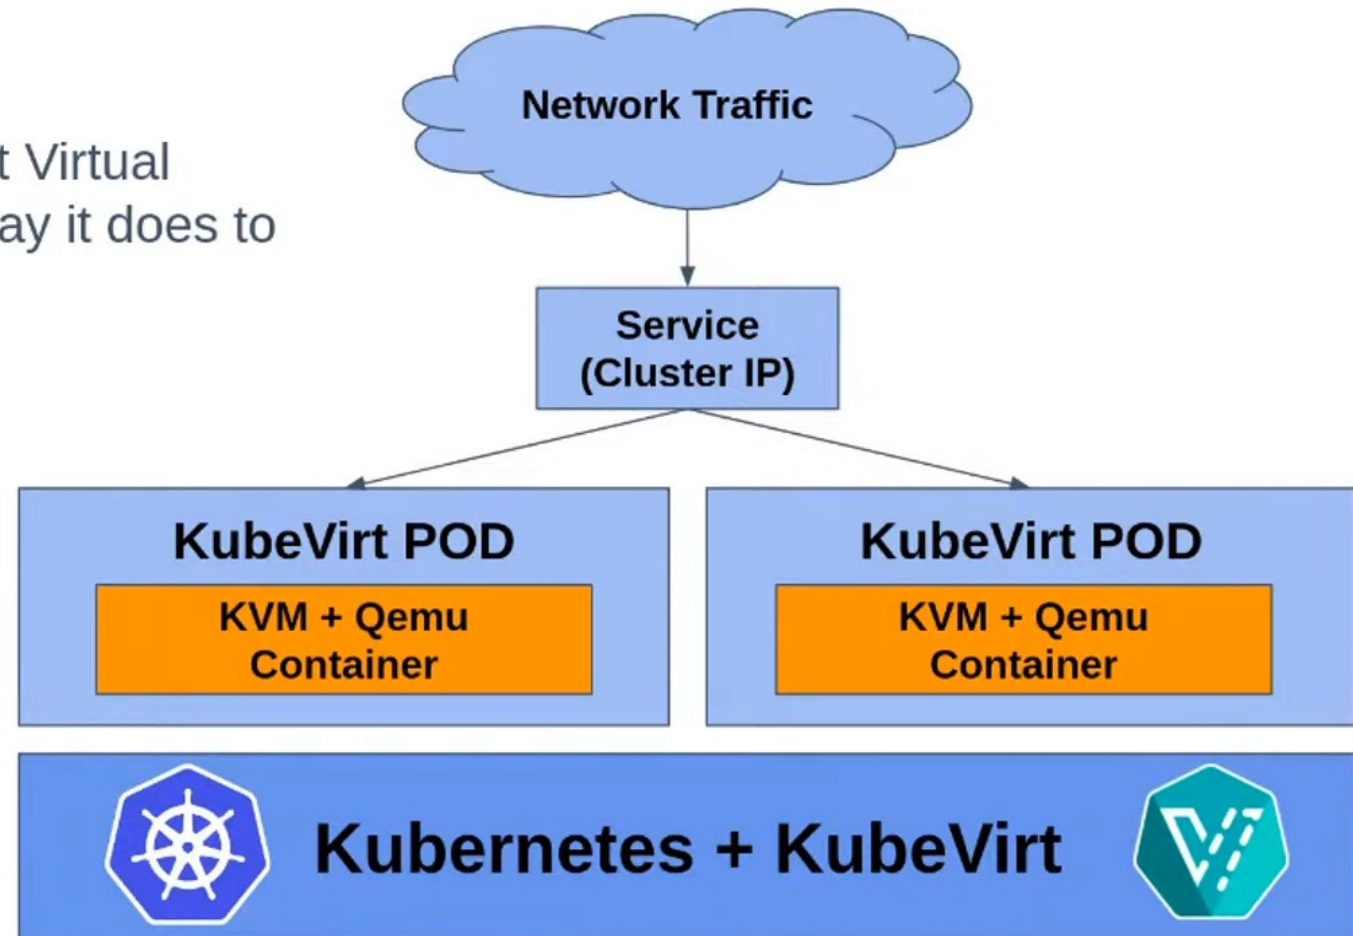 Network Traffic
t Virtual
ay it does to
Service
(Cluster IP)
KubeVirt POD
KVM + Qemu
Container
KubeVirt POD
KVM + Qemu
Container
Kubernetes + KubeVirt